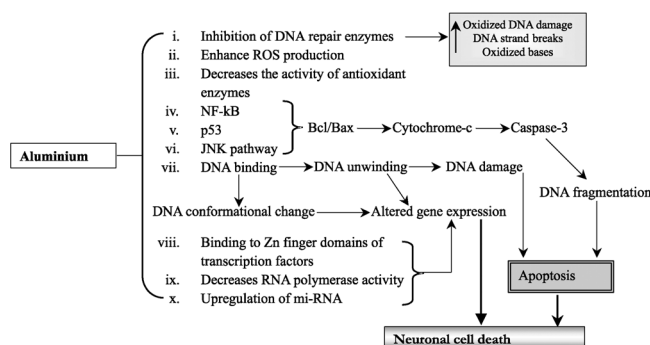 Aluminium
i. Inhibition of DNA repair enzymes
Oxidized DNA damage
DNA strand breaks
Oxidized bases
ii. Enhance ROS production
iii. Decreases the activity of antioxidant
enzymes
iv. NF-kB
v. p53
vi. JNK pathway
Bcl/Bax
Cytochrome-c
Caspase-3
vii. DNA binding
DNA unwinding
DNA damage
DNA fragmentation
DNA conformational change
Altered gene expression
viii. Binding to Zn finger domains of
transcription factors
ix. Decreases RNA polymerase activity
x. Upregulation of mi-RNA
Apoptosis
Neuronal cell death